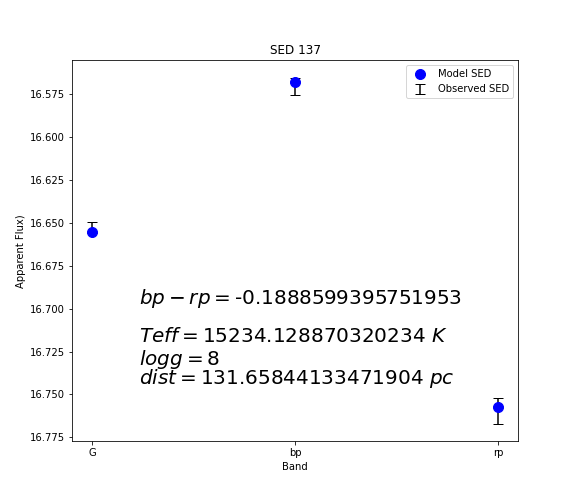 SED 137
Model SED
Observed SED
16.575
16.600
16.625
16.650
16.675
16.700
16.725
16.750
16.775
Apparent Flux)
bp − rp = -0.1888599395751953
Teff = 15234.128870320234 K
logg = 8
dist = 131.65844133471904 pc
G bp rp
Band